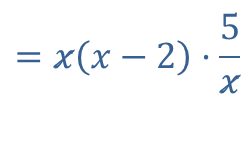 = x(x − 2) · 5/x